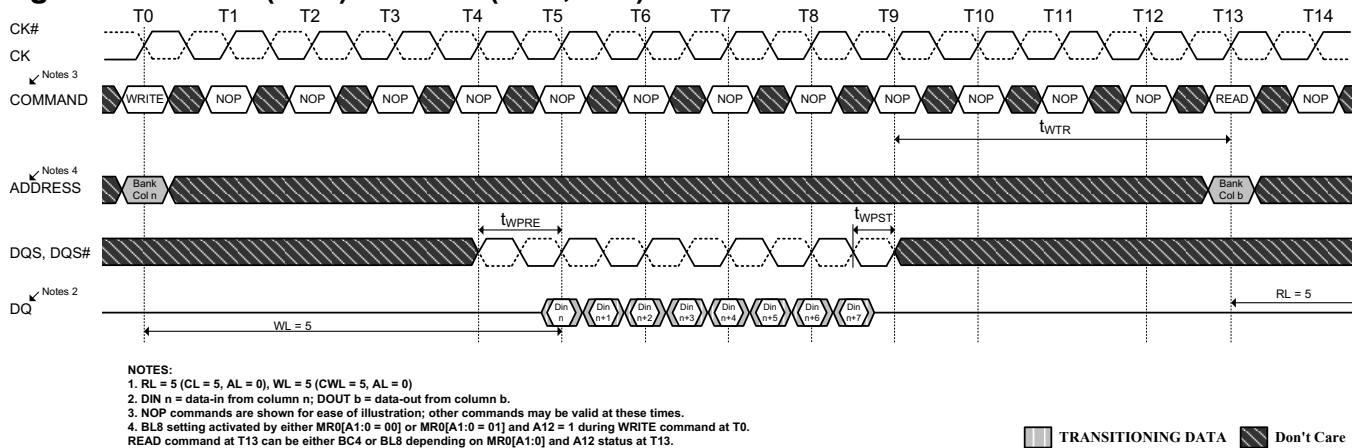 T0 T1 T2 T3 T4 T5 T6 T7 T8 T9 T10 T11 T12 T13 T14
CK#
CK
Notes 3
COMMAND WRITE NOP NOP NOP NOP NOP NOP NOP NOP NOP NOP NOP NOP READ NOP
tWTR
Notes 4
ADDRESS
Bank
Col n
Bank
Col b
tWPRE
tWPST
DQS, DQS#
Notes 2
DQ
Din
n
Din
n+1
Din
n+2
Din
n+3
Din
n+4
Din
n+5
Din
n+6
Din
n+7
RL = 5
WL = 5
NOTES:
1. RL = 5 (CL = 5, AL = 0), WL = 5 (CWL = 5, AL = 0)
2. DIN n = data-in from column n; DOUT b = data-out from column b.
3. NOP commands are shown for ease of illustration; other commands may be valid at these times.
4. BL8 setting activated by either MR0[A1:0 = 00] or MR0[A1:0 = 01] and A12 = 1 during WRITE command at T0.
READ command at T13 can be either BC4 or BL8 depending on MR0[A1:0] and A12 status at T13.
TRANSITIONING DATA Don't Care